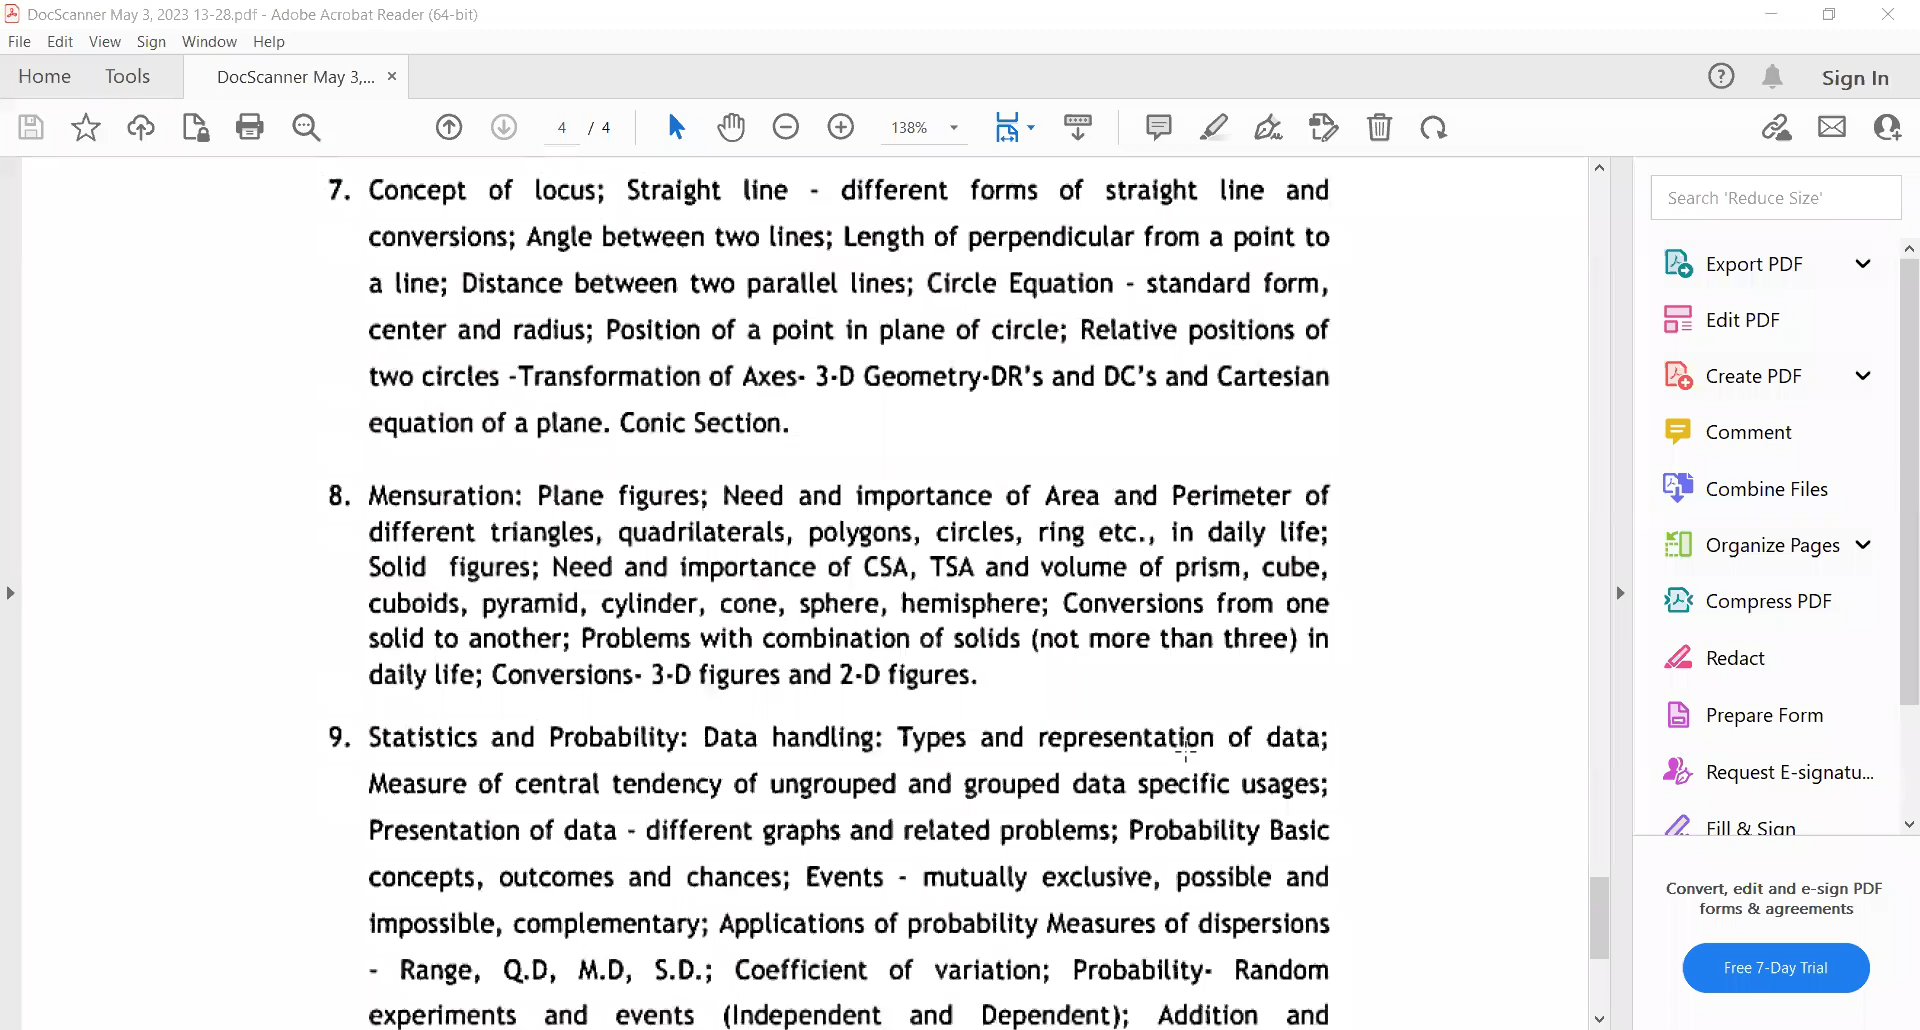 DocScanner May 3, 2023 13-28.pdf - Adobe Acrobat Reader (64-bit)
File Edit View Sign Window Help
Home Tools DocScanner May 3,... × Sign In
4 / 4 138%
7. Concept of locus; Straight line - different forms of straight line and
conversions; Angle between two lines; Length of perpendicular from a point to
a line; Distance between two parallel lines; Circle Equation - standard form,
center and radius; Position of a point in plane of circle; Relative positions of
two circles -Transformation of Axes- 3-D Geometry-DR's and DC's and Cartesian
equation of a plane. Conic Section.
8. Mensuration: Plane figures; Need and importance of Area and Perimeter of
different triangles, quadrilaterals, polygons, circles, ring etc., in daily life;
Solid figures; Need and importance of CSA, TSA and volume of prism, cube,
cuboids, pyramid, cylinder, cone, sphere, hemisphere; Conversions from one
solid to another; Problems with combination of solids (not more than three) in
daily life; Conversions- 3-D figures and 2-D figures.
9. Statistics and Probability: Data handling: Types and representation of data;
Measure of central tendency of ungrouped and grouped data specific usages;
Presentation of data - different graphs and related problems; Probability Basic
concepts, outcomes and chances; Events - mutually exclusive, possible and
impossible, complementary; Applications of probability Measures of dispersions
- Range, Q.D, M.D, S.D.; Coefficient of variation; Probability- Random
experiments and events (Independent and Dependent); Addition and
Search 'Reduce Size'
Export PDF
Edit PDF
Create PDF
Comment
Combine Files
Organize Pages
Compress PDF
Redact
Prepare Form
Request E-signatu...
Fill & Sign
Convert, edit and e-sign PDF
forms & agreements
Free 7-Day Trial